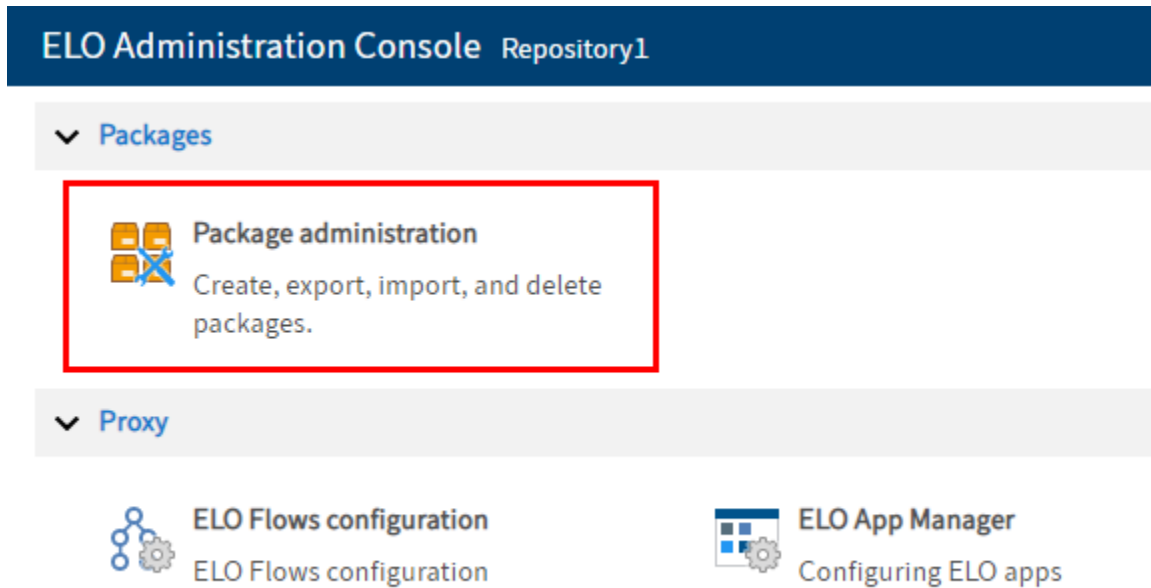 ELO Administration Console Repository1
Packages
Package administration
Create, export, import, and delete
packages.
Proxy
ELO Flows configuration
ELO Flows configuration
ELO App Manager
Configuring ELO apps